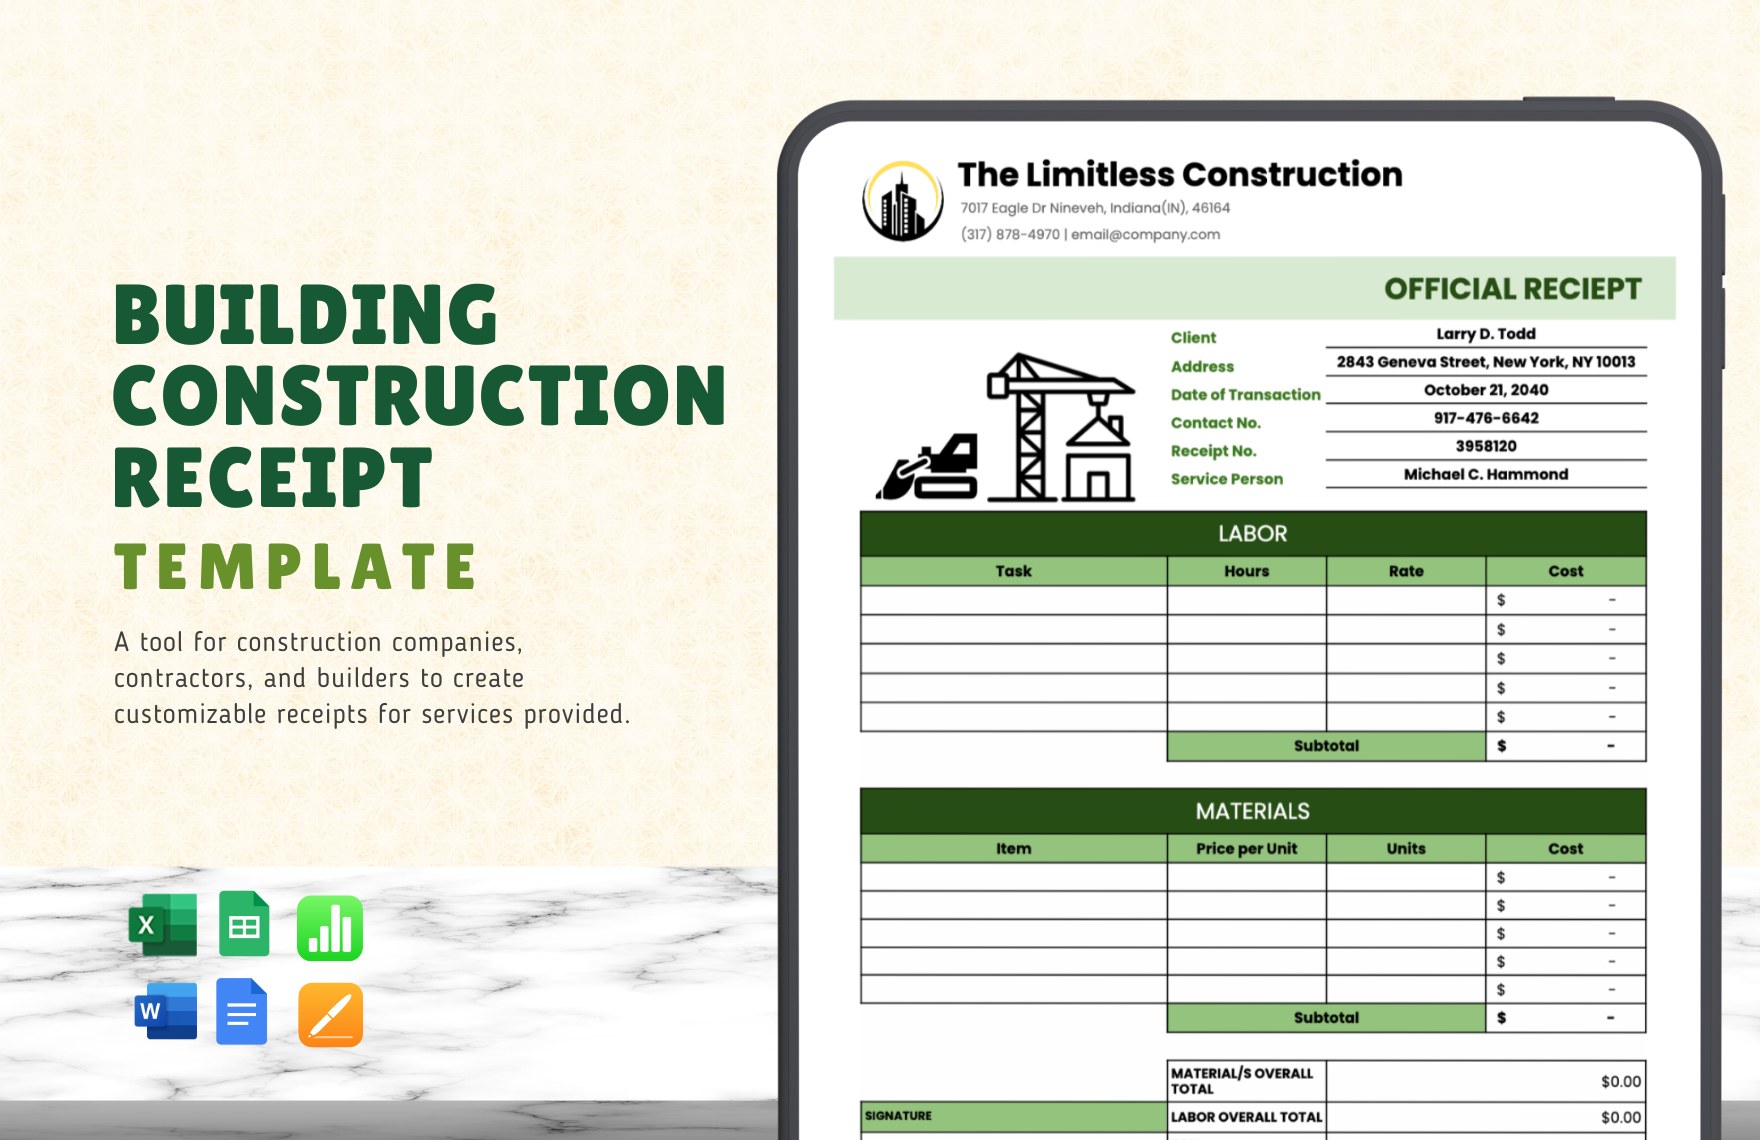 BUILDING
CONSTRUCTION
RECEIPT
TEMPLATE
A tool for construction companies,
contractors, and builders to create
customizable receipts for services provided.
X
W
The Limitless Construction
7017 Eagle Dr Nineveh, Indiana(IN), 46164
(317) 878-4970 | email@company.com
OFFICIAL RECIEPT
Client Larry D. Todd
Address 2843 Geneva Street, New York, NY 10013
Date of Transaction October 21, 2040
Contact No. 917-476-6642
Receipt No. 3958120
Service Person Michael C. Hammond
LABOR
Task Hours Rate Cost
$ -
$ -
$ -
$ -
$ -
Subtotal $ -
MATERIALS
Item Price per Unit Units Cost
$ -
$ -
$ -
$ -
$ -
Subtotal $ -
MATERIAL/S OVERALL
TOTAL $0.00
SIGNATURE LABOR OVERALL TOTAL $0.00